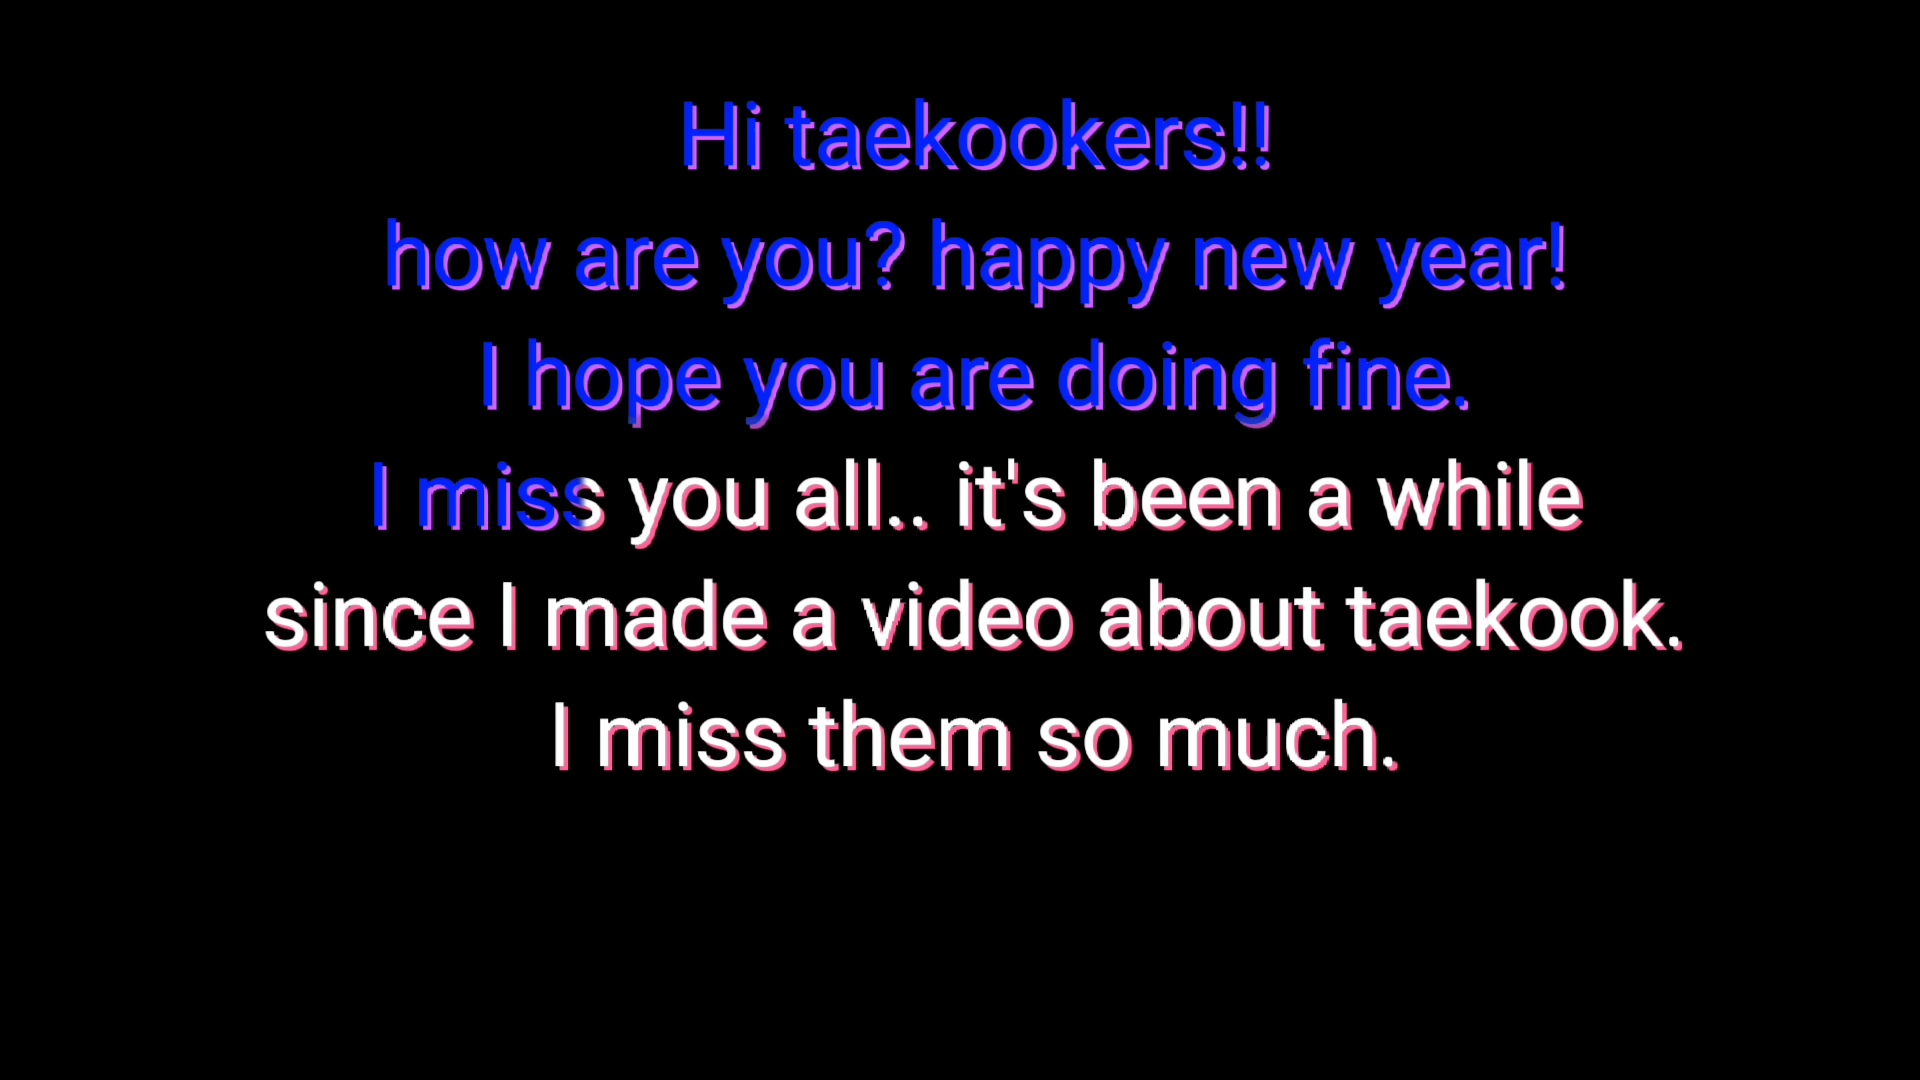 Hi taekookers!!
how are you? happy new year!
I hope you are doing fine.
I miss you all.. it's been a while
since I made a video about taekook.
I miss them so much.